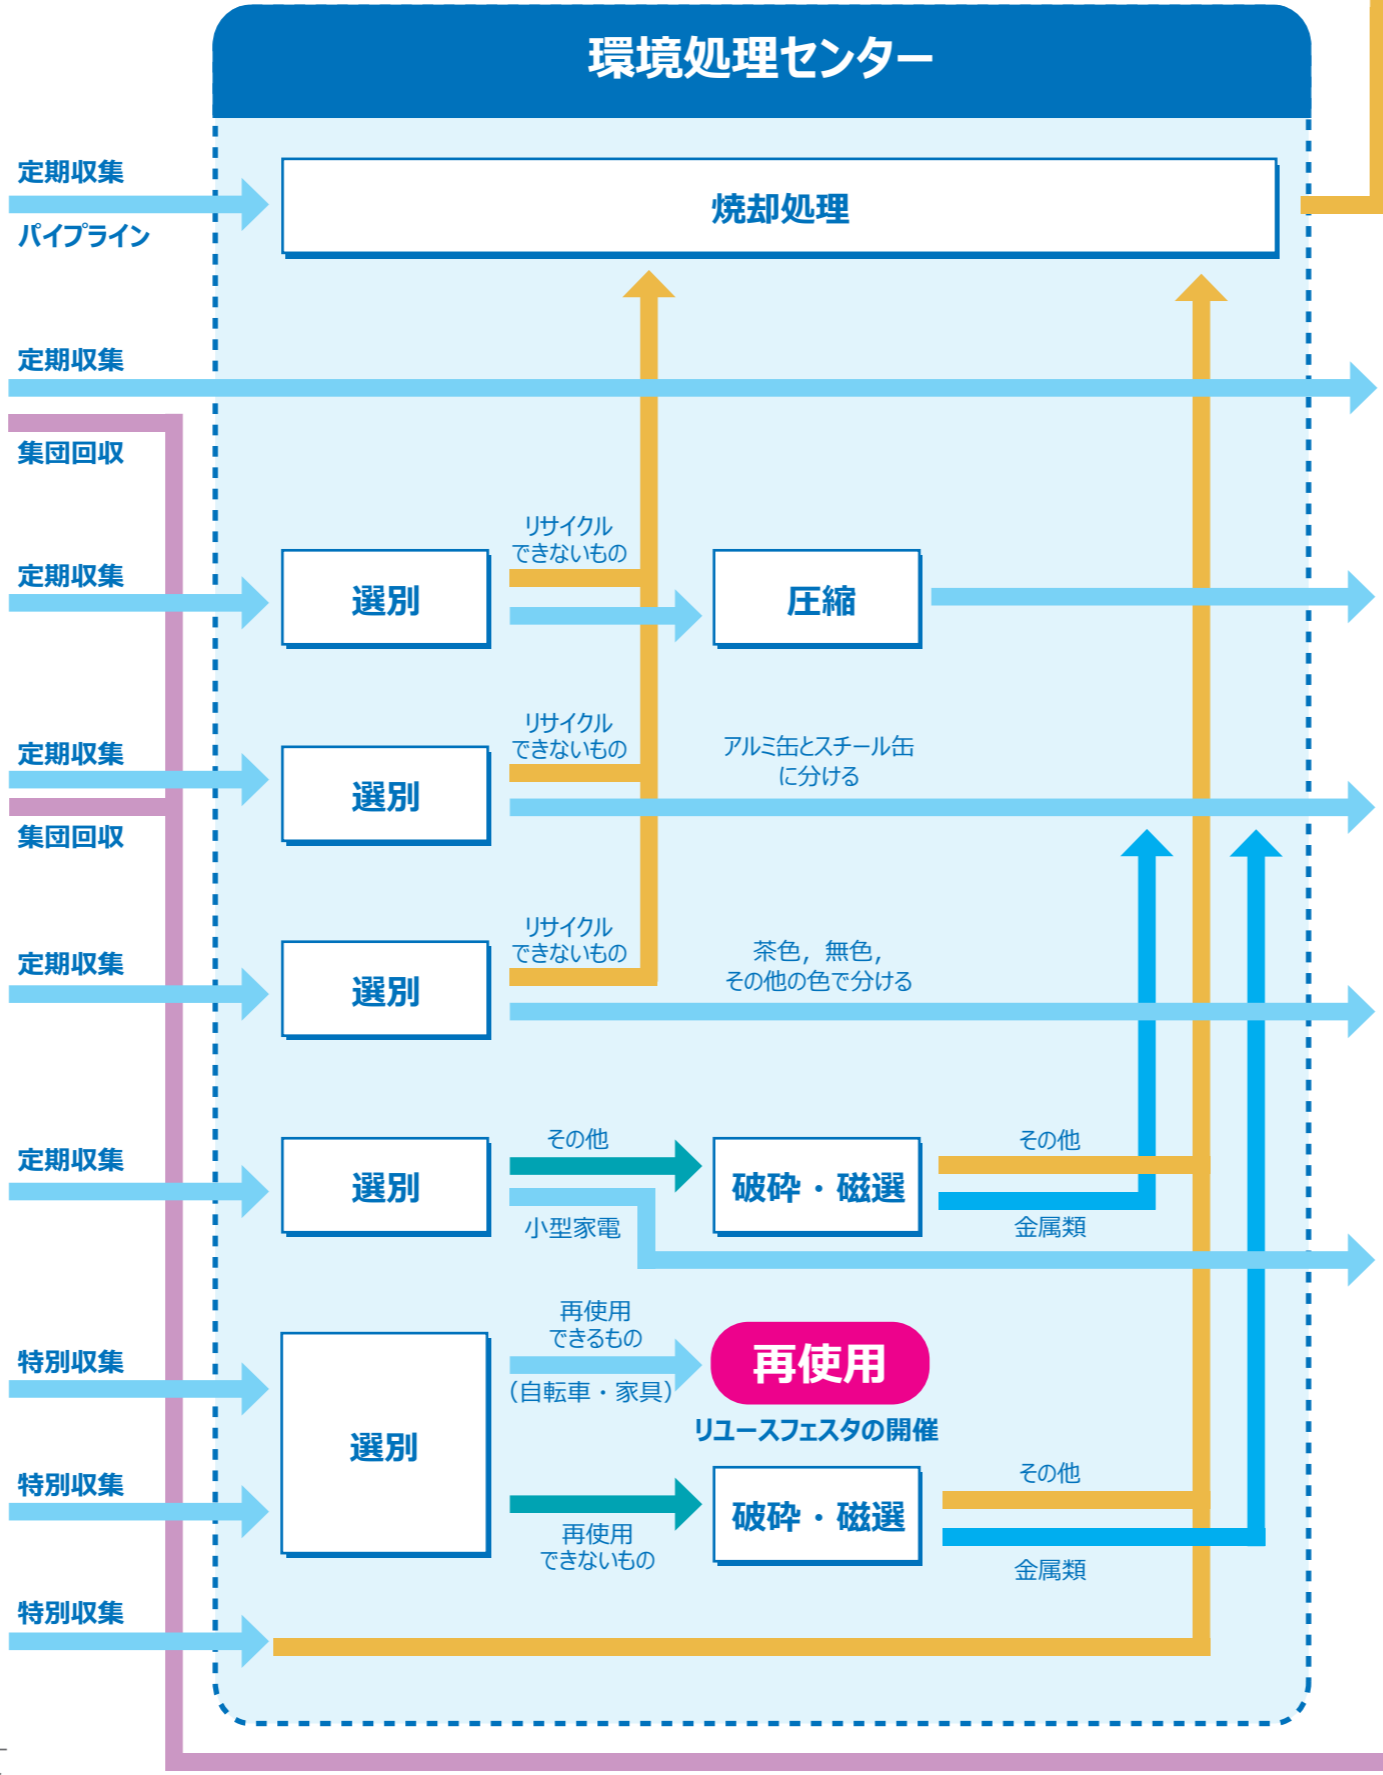 環境処理センター
定期収集
パイプライン
焼却処理
定期収集
集団回収
定期収集
選別
リサイクル
できないもの
圧縮
定期収集
集団回収
選別
リサイクル
できないもの
アルミ缶とスチール缶
に分ける
定期収集
選別
リサイクル
できないもの
茶色，無色，
その他の色で分ける
定期収集
選別
その他
小型家電
破砕・磁選
その他
金属類
特別収集
特別収集
選別
再使用
できるもの
（自転車・家具）
再使用
リユースフェスタの開催
再使用
できないもの
破砕・磁選
その他
金属類
特別収集